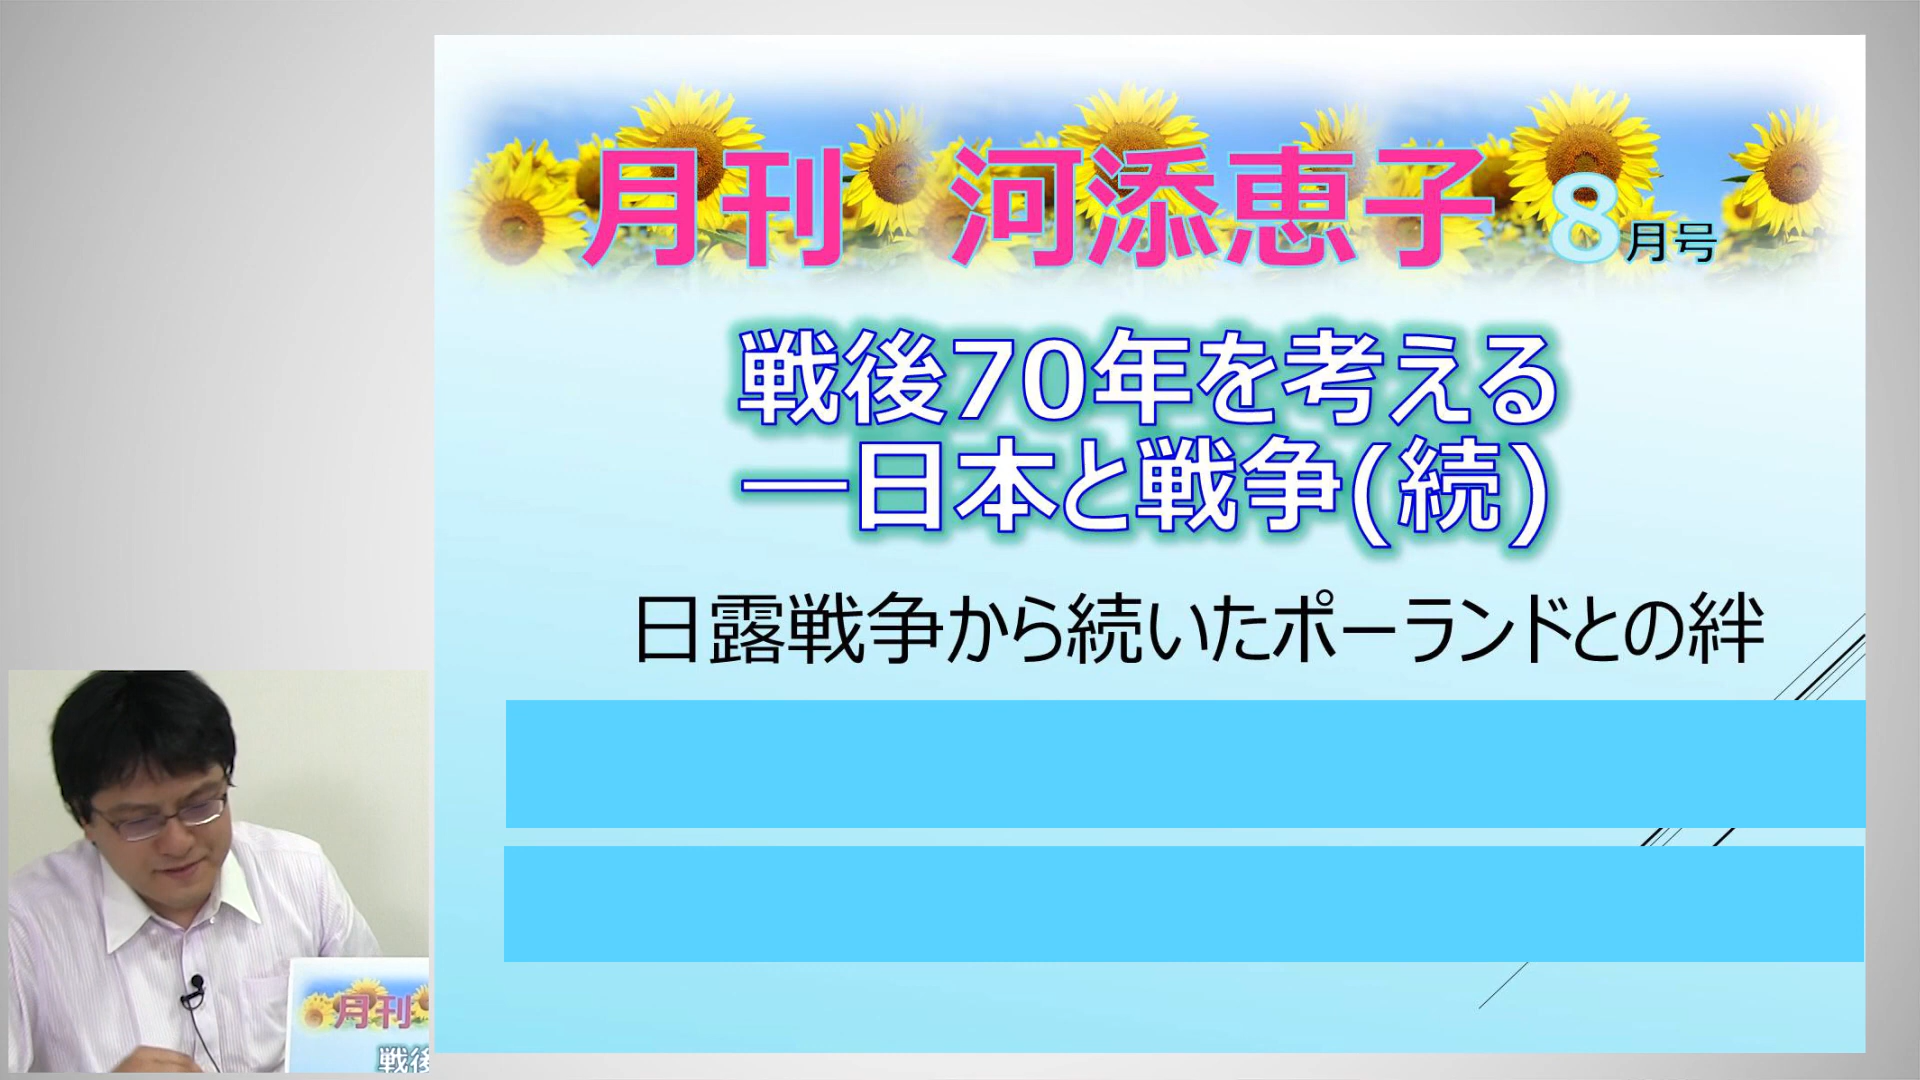 月刊 河添恵子 8月号
戦後70年を考える
―日本と戦争(続)
日露戦争から続いたポーランドとの絆
月刊
戦後